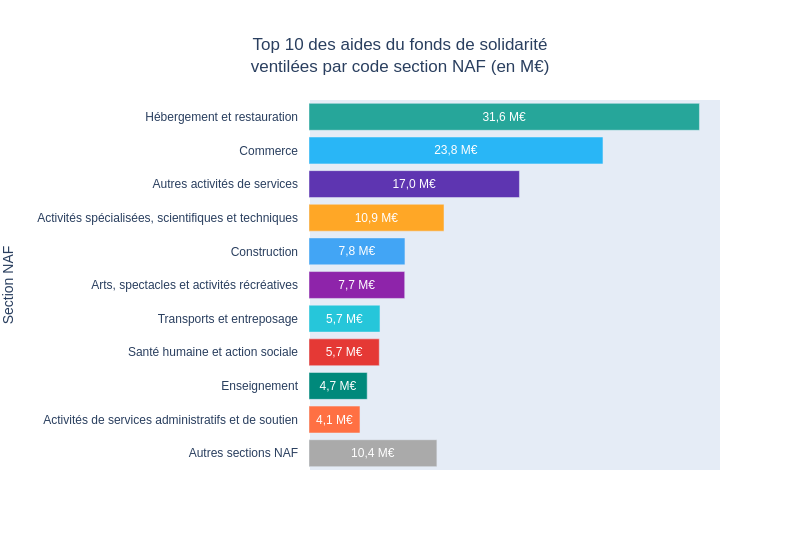 Top 10 des aides du fonds de solidarité
ventilées par code section NAF (en M€)
Section NAF
Hébergement et restauration 31,6 M€
Commerce 23,8 M€
Autres activités de services 17,0 M€
Activités spécialisées, scientifiques et techniques 10,9 M€
Construction 7,8 M€
Arts, spectacles et activités récréatives 7,7 M€
Transports et entreposage 5,7 M€
Santé humaine et action sociale 5,7 M€
Enseignement 4,7 M€
Activités de services administratifs et de soutien 4,1 M€
Autres sections NAF 10,4 M€